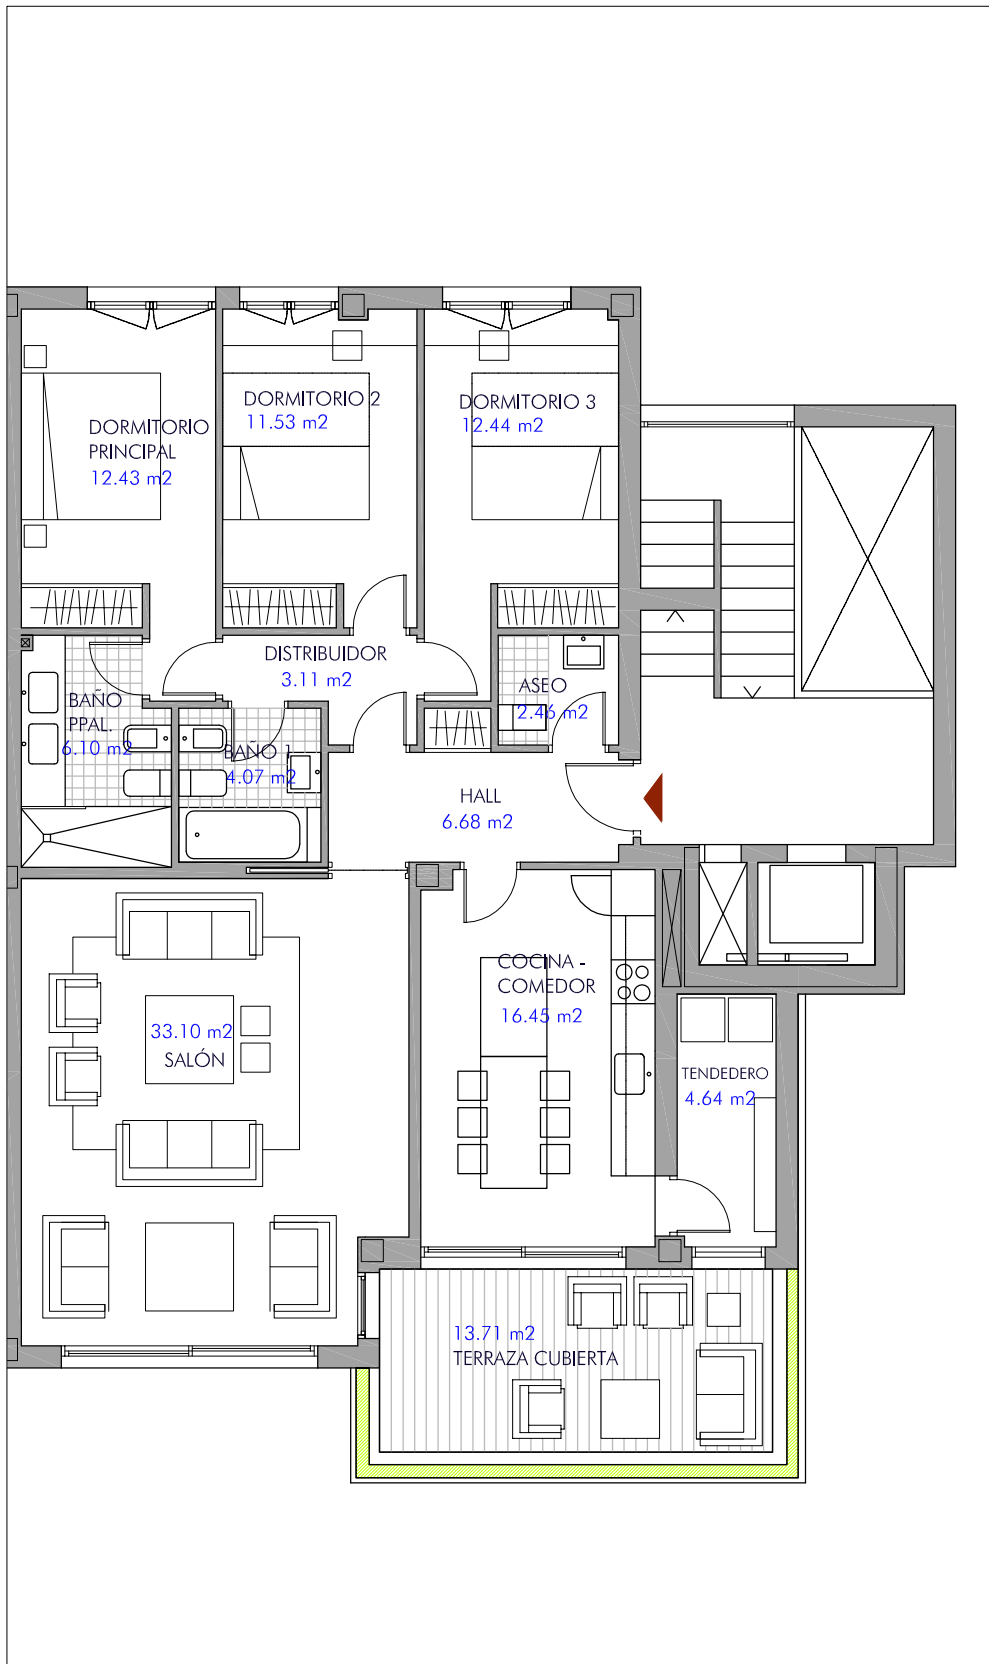 DORMITORIO
PRINCIPAL
12.43 m2
DORMITORIO 2
11.53 m2
DORMITORIO 3
12.44 m2
DISTRIBUIDOR
3.11 m2
ASEO
2.46 m2
BAÑO
PPAL.
6.10 m2
BAÑO 1
4.07 m2
HALL
6.68 m2
COCINA -
COMEDOR
16.45 m2
33.10 m2
SALÓN
TENDEDERO
4.64 m2
13.71 m2
TERRAZA CUBIERTA